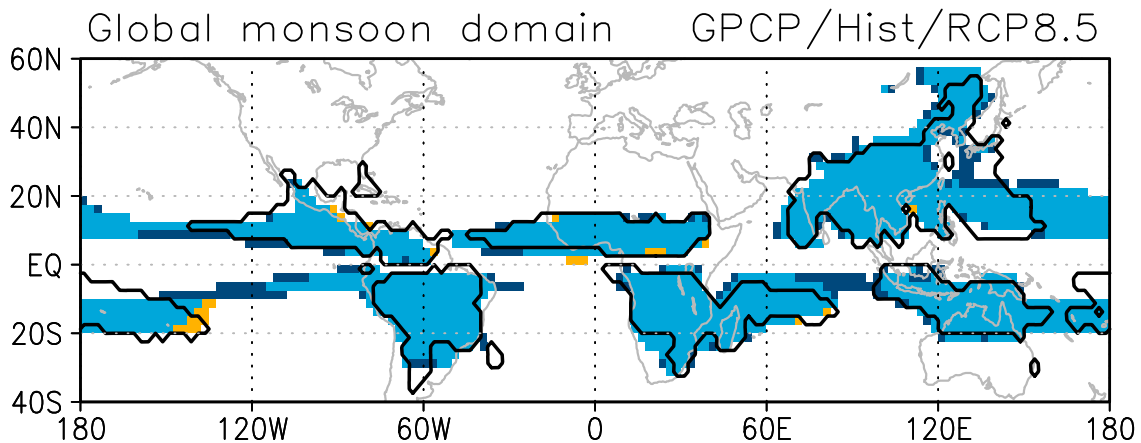 Global monsoon domain GPCP/Hist/RCP8.5
60N
40N
20N
EQ
20S
40S
180 120W 60W 0 60E 120E 180